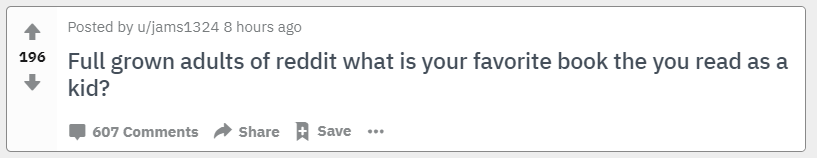 Posted by u/jams1324 8 hours ago
196
Full grown adults of reddit what is your favorite book the you read as a
kid?
607 Comments Share Save